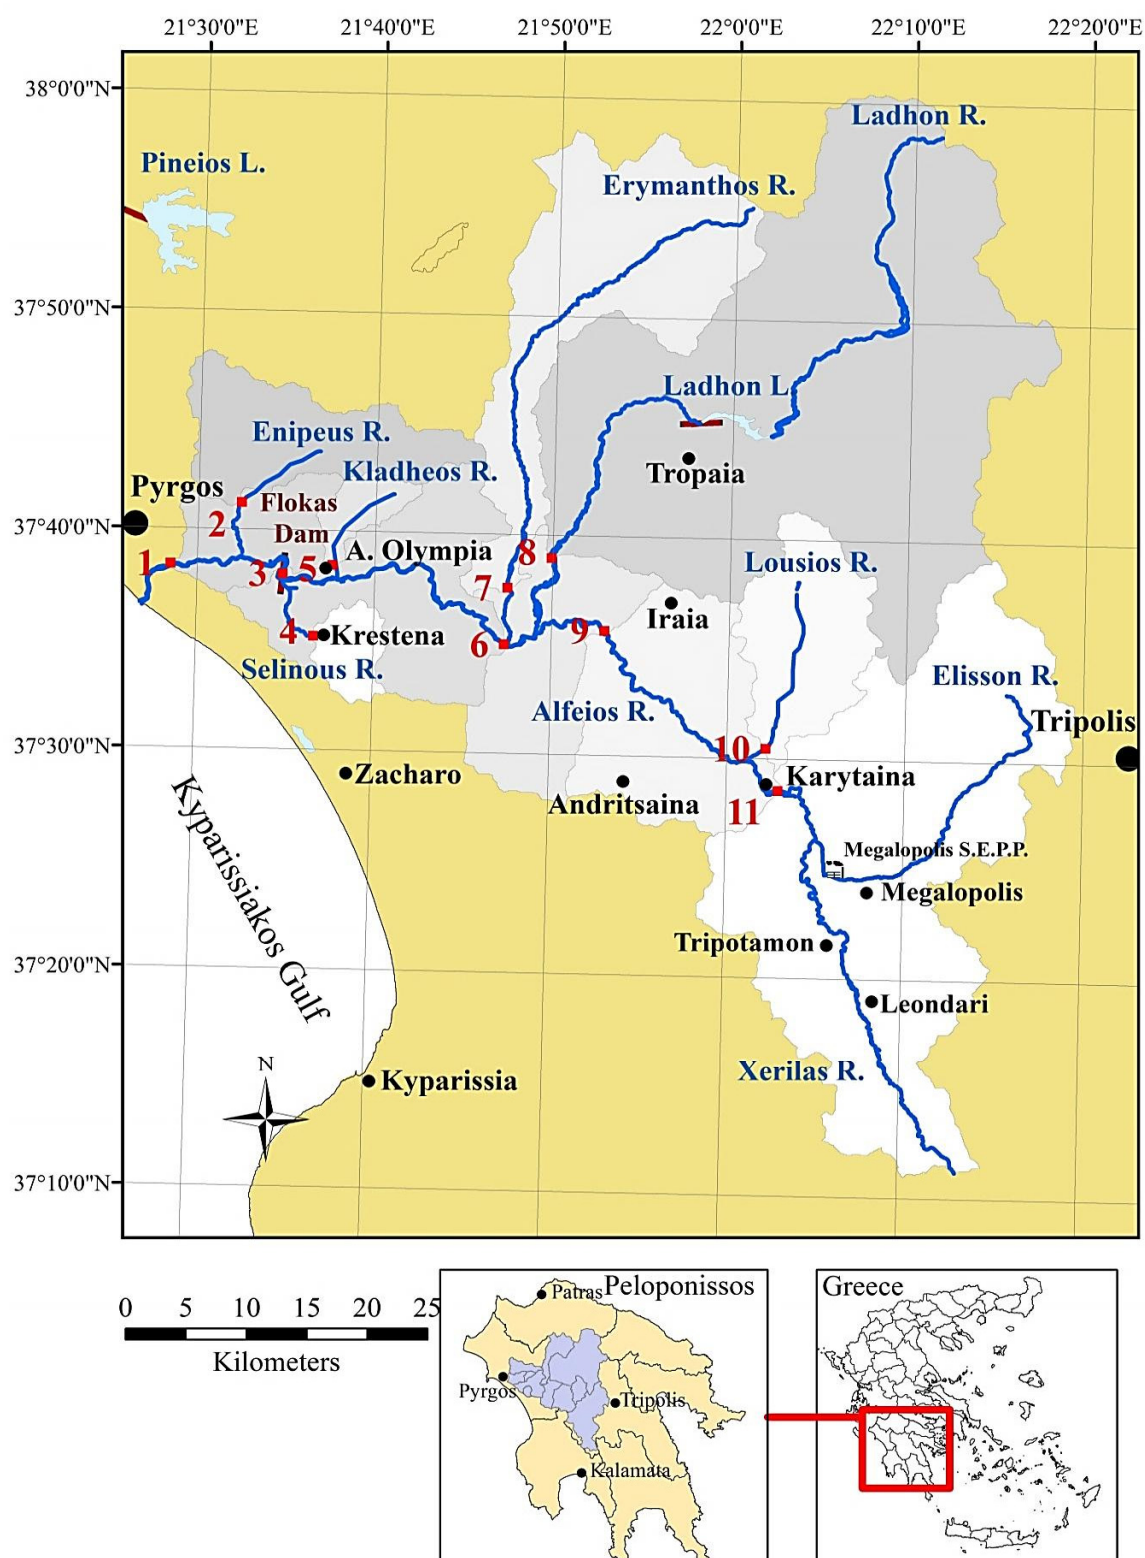 21°30'0"E
21°40'0"E
21°50'0"E
22°0'0"E
22°10'0"E
22°20'0"E
38°0'0"N
Ladhon R.
Pineios L.
Erymanthos R.
37°50'0"N
Ladhon L.
Enipeus R.
Kladheos R.
Tropaia
Pyrgos
Flokas
Dam
2
37°40'0"N
A. Olympia
8
1
3
5
Lousios R.
7
Iraia
4
Krestena
6
9
Selinous R.
Elisson R.
Alfeios R.
Tripolis
37°30'0"N
10
Zacharo
Karytaina
Andritsaina
11
Kyparissiakos Gulf
Megalopolis S.E.P.P.
Megalopolis
Tripotamon
37°20'0"N
Leondari
N
Xerilas R.
Kyparissia
37°10'0"N
0 5 10 15 20 25
Kilometers
Peloponissos
Patras
Pyrgos
Tripolis
Kalamata
Greece